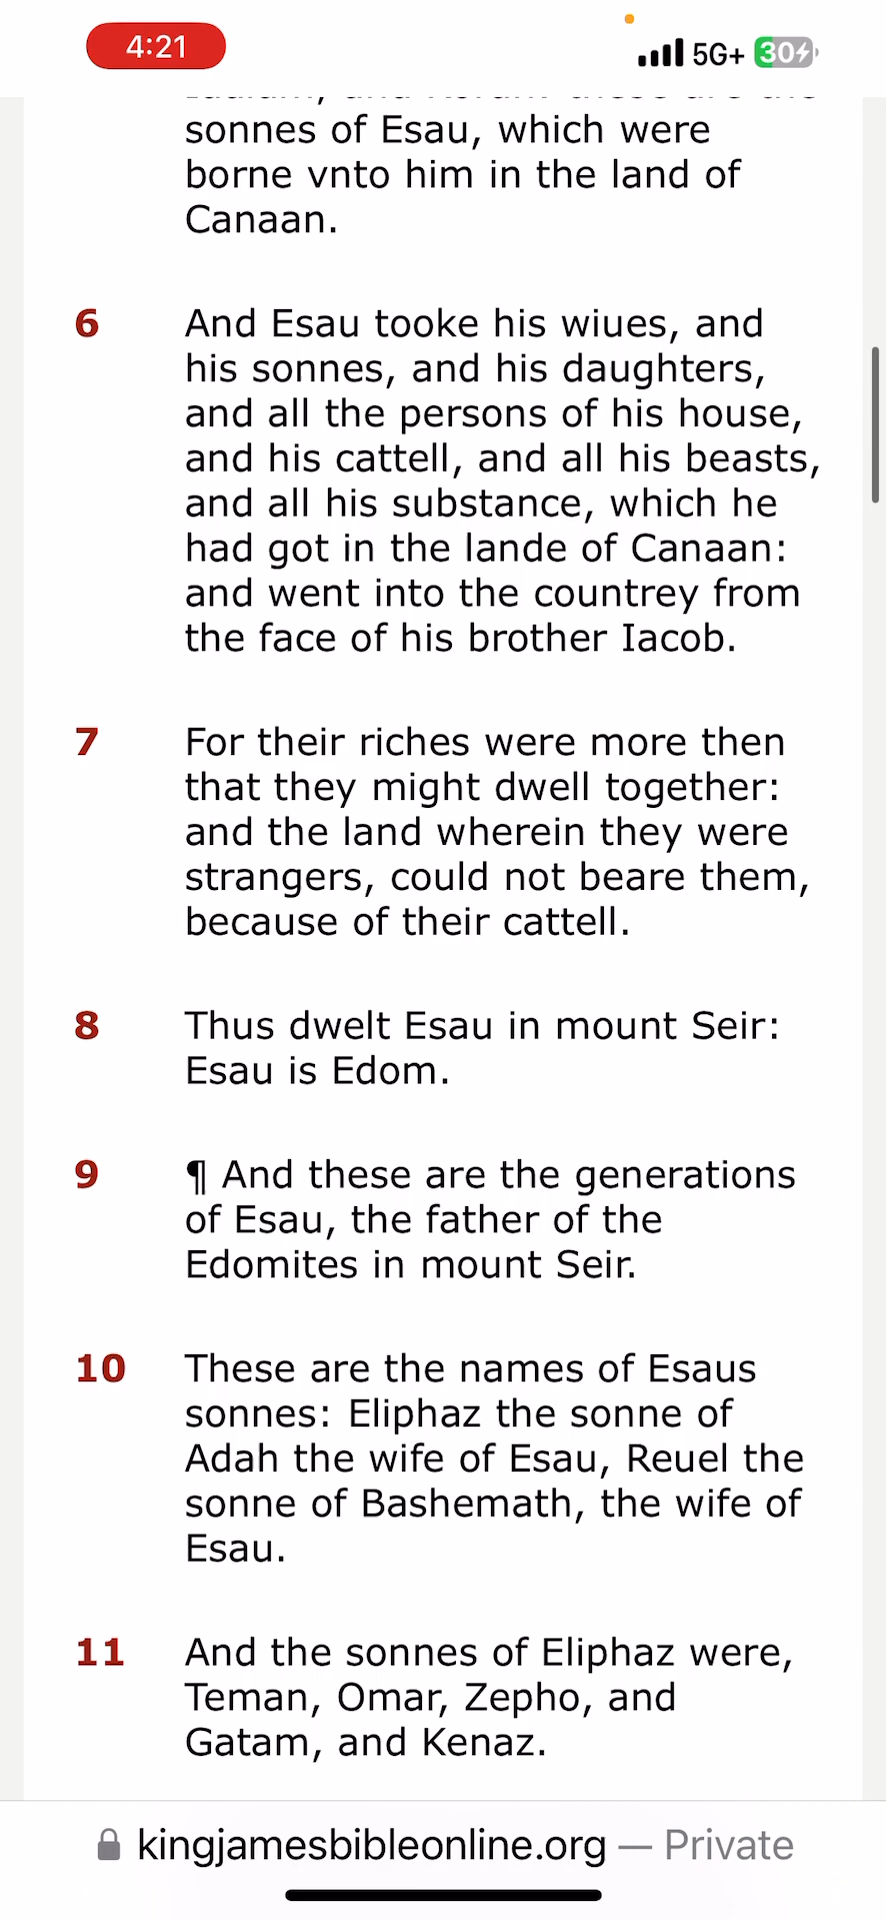 4:21
5G+ 30
sonnes of Esau, which were
borne vnto him in the land of
Canaan.
6 And Esau tooke his wiues, and
his sonnes, and his daughters,
and all the persons of his house,
and his cattell, and all his beasts,
and all his substance, which he
had got in the lande of Canaan:
and went into the countrey from
the face of his brother Iacob.
7 For their riches were more then
that they might dwell together:
and the land wherein they were
strangers, could not beare them,
because of their cattell.
8 Thus dwelt Esau in mount Seir:
Esau is Edom.
9 ¶ And these are the generations
of Esau, the father of the
Edomites in mount Seir.
10 These are the names of Esaus
sonnes: Eliphaz the sonne of
Adah the wife of Esau, Reuel the
sonne of Bashemath, the wife of
Esau.
11 And the sonnes of Eliphaz were,
Teman, Omar, Zepho, and
Gatam, and Kenaz.
kingjamesbibleonline.org — Private